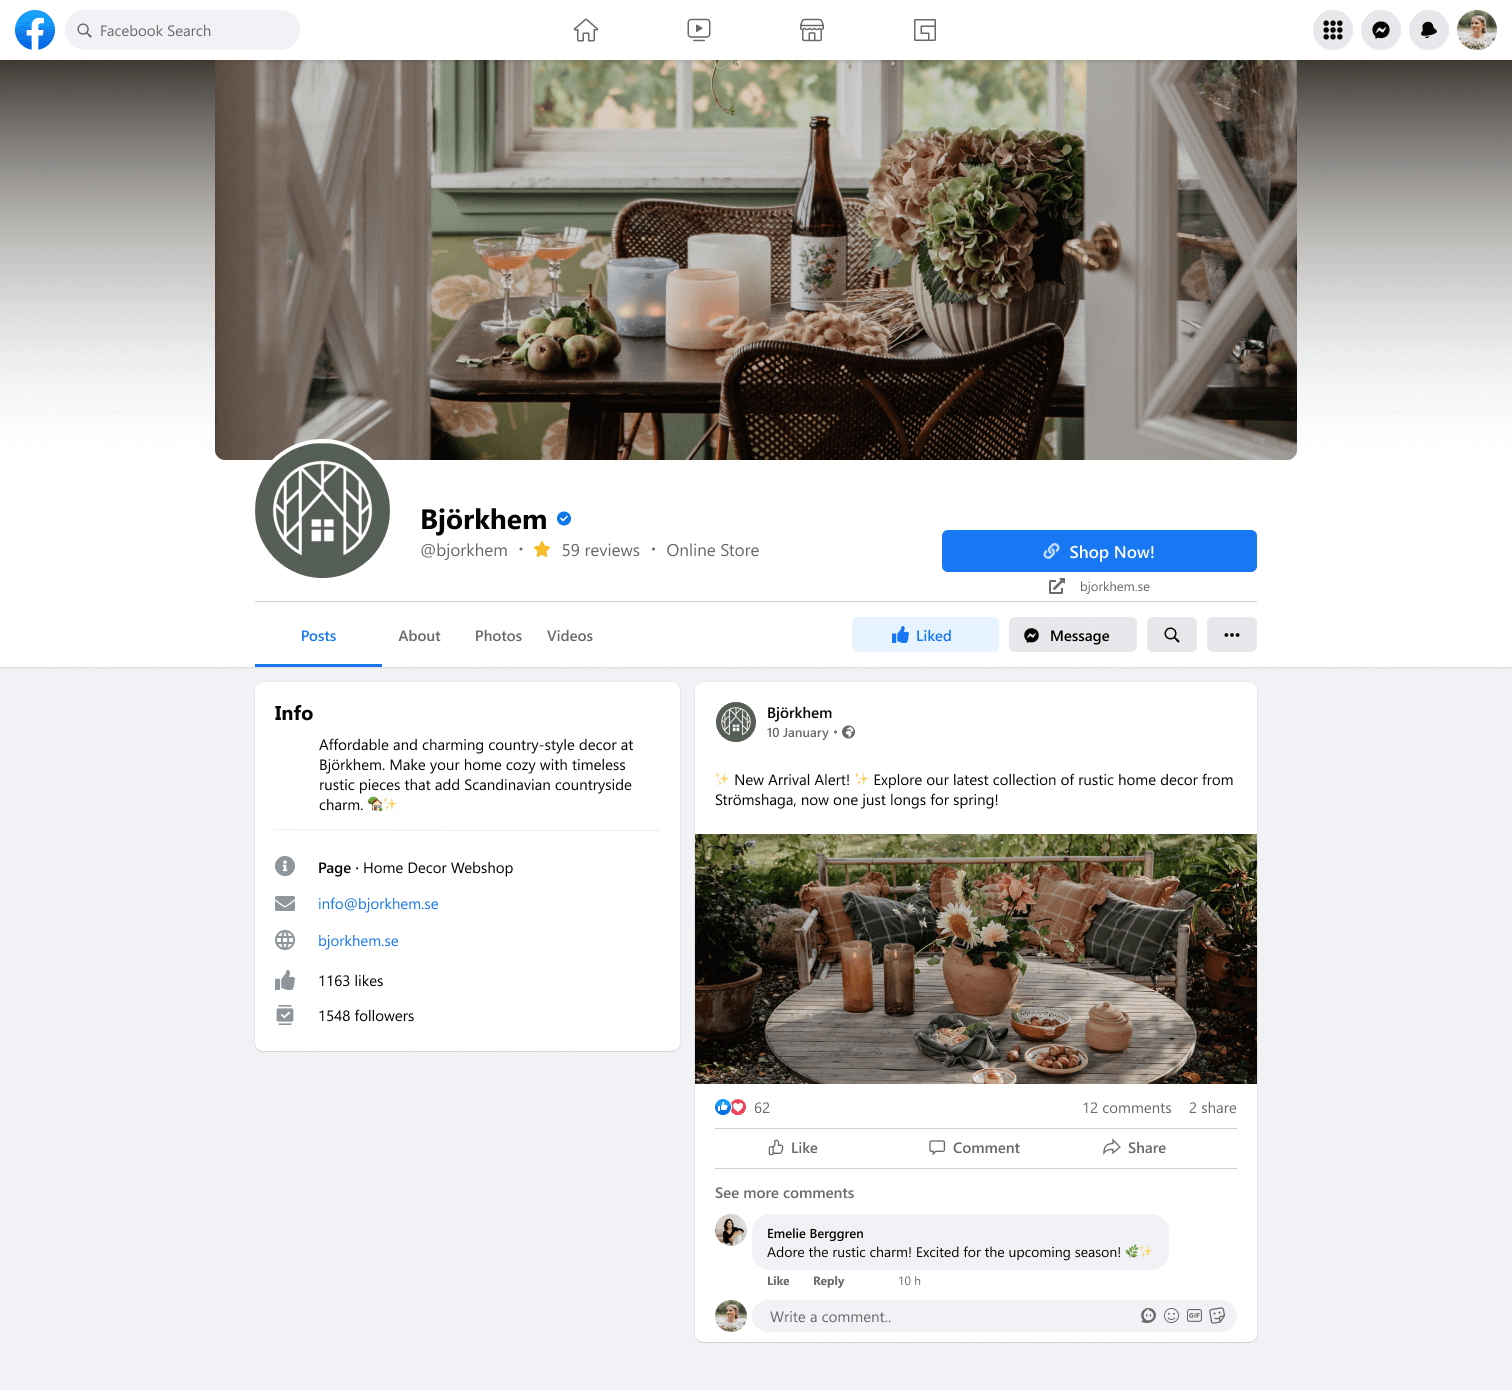 Facebook Search
Björkhem
@bjorkhem · 59 reviews · Online Store
Shop Now!
bjorkhem.se
Posts
About
Photos
Videos
Liked
Message
Info
Affordable and charming country-style decor at
Björkhem. Make your home cozy with timeless
rustic pieces that add Scandinavian countryside
charm. 🏡✨
Page · Home Decor Webshop
info@bjorkhem.se
bjorkhem.se
1163 likes
1548 followers
Björkhem
10 January ·
✨ New Arrival Alert! ✨ Explore our latest collection of rustic home decor from
Strömshaga, now one just longs for spring!
62
12 comments
2 share
Like
Comment
Share
See more comments
Emelie Berggren
Adore the rustic charm! Excited for the upcoming season! 🌿✨
Like
Reply
10 h
Write a comment..
GIF